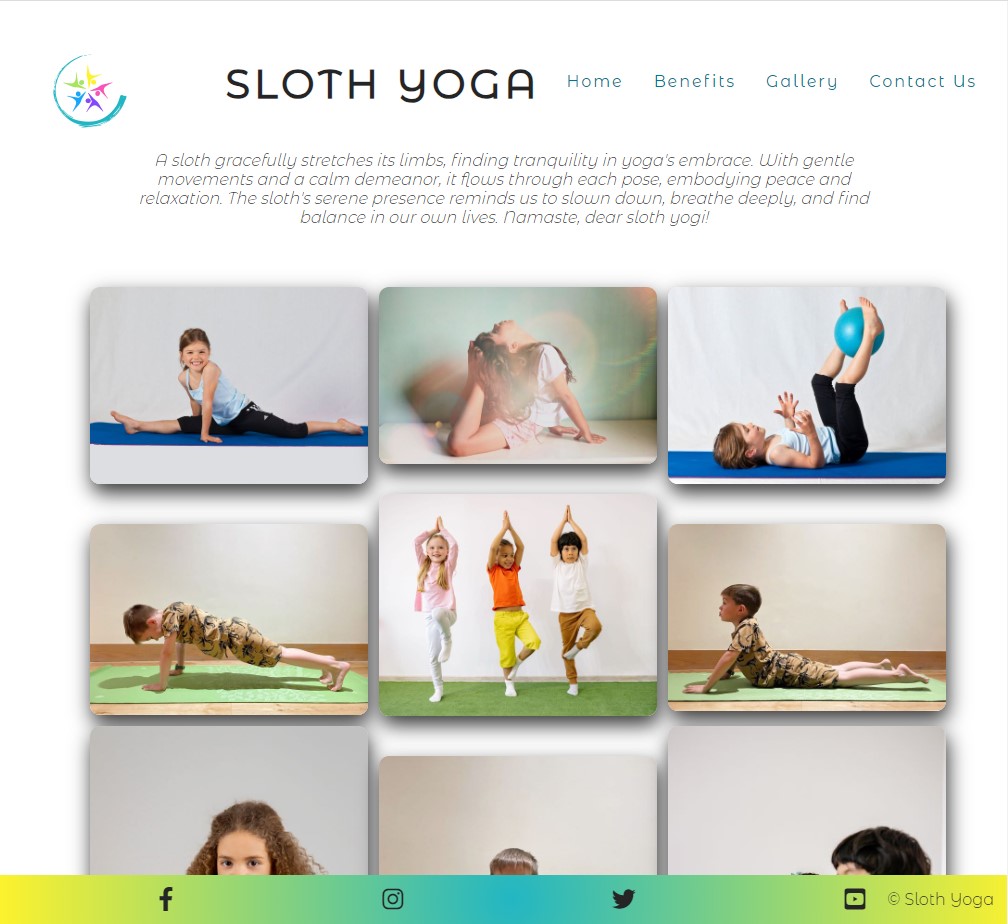 SLOTH YOGA
Home Benefits Gallery Contact Us
A sloth gracefully stretches its limbs, finding tranquility in yoga's embrace. With gentle
movements and a calm demeanor, it flows through each pose, embodying peace and
relaxation. The sloth's serene presence reminds us to slown down, breathe deeply, and find
balance in our own lives. Namaste, dear sloth yogi!
© Sloth Yoga